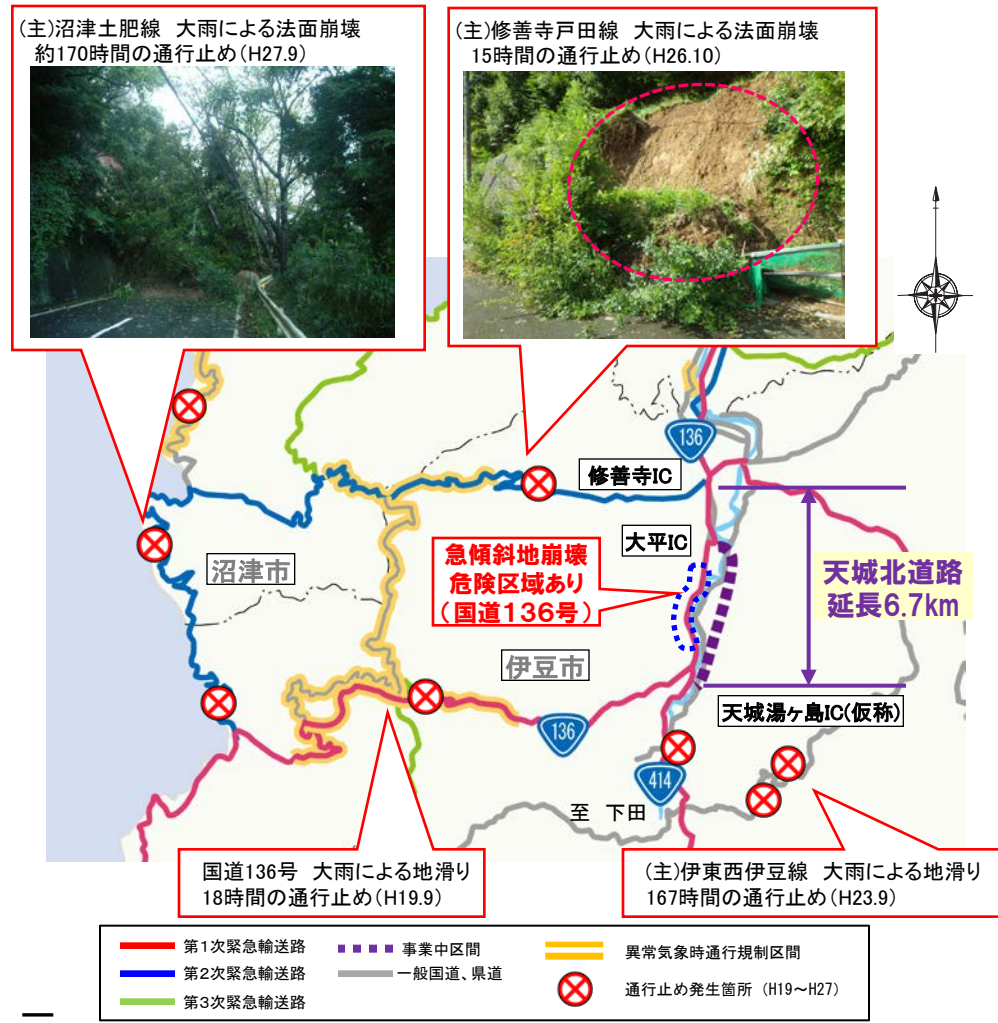 (主)沼津土肥線 大雨による法面崩壊
約170時間の通行止め(H27.9)
(主)修善寺戸田線 大雨による法面崩壊
15時間の通行止め(H26.10)
136
修善寺IC
大平IC
急傾斜地崩壊
危険区域あり
(国道136号)
沼津市
天城北道路
延長6.7km
伊豆市
天城湯ヶ島IC(仮称)
136
414
至 下田
国道136号 大雨による地滑り
18時間の通行止め(H19.9)
(主)伊東西伊豆線 大雨による地滑り
167時間の通行止め(H23.9)
第1次緊急輸送路
事業中区間
異常気象時通行規制区間
第2次緊急輸送路
一般国道、県道
通行止め発生箇所 (H19~H27)
第3次緊急輸送路